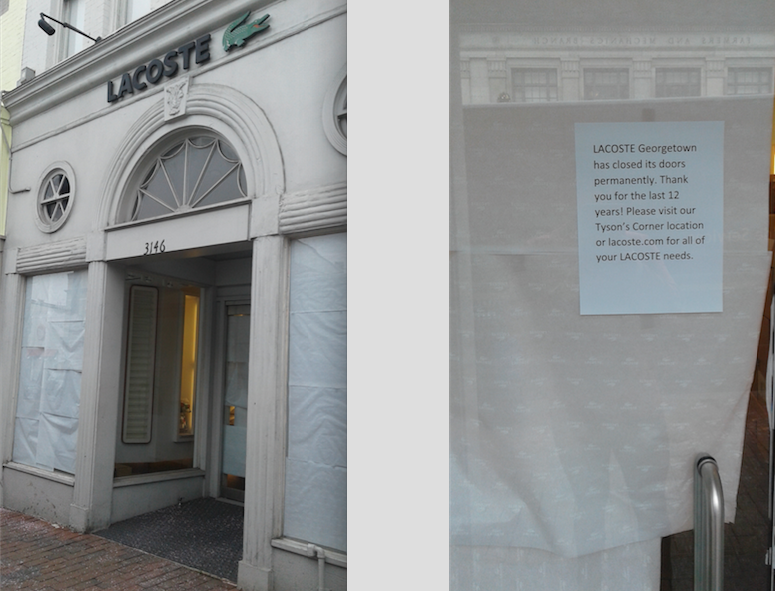 LACOSTE
3146
LACOSTE Georgetown
has closed its doors
permanently. Thank
you for the last 12
years! Please visit our
Tyson's Corner location
or lacoste.com for all of
your LACOSTE needs.